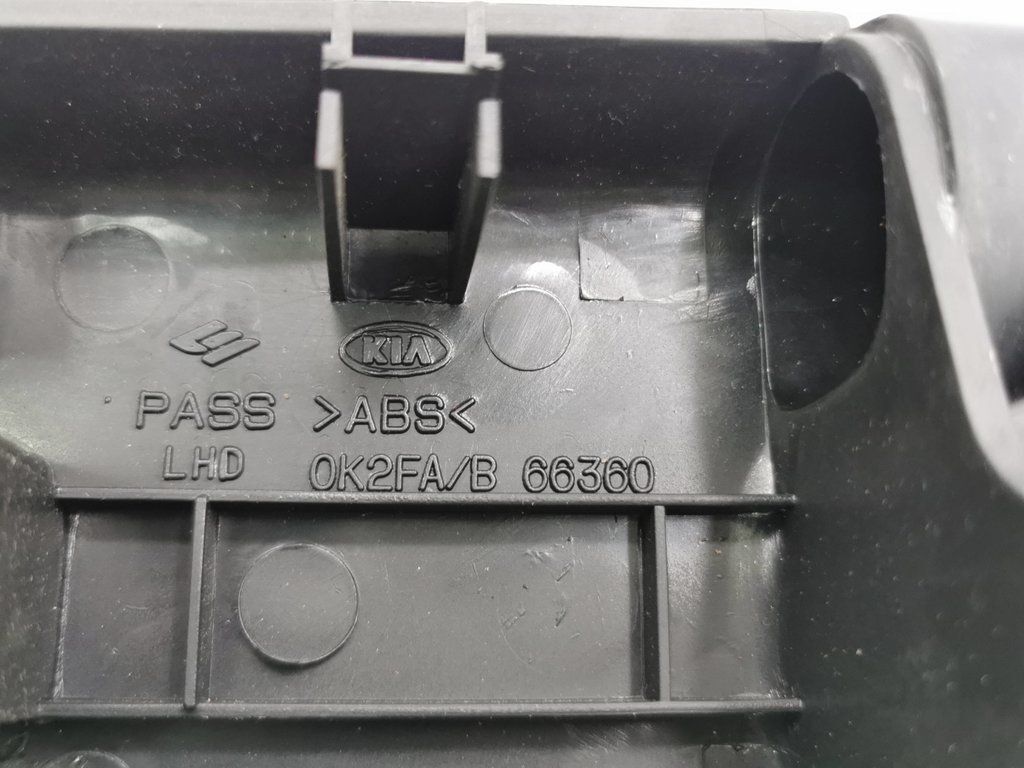 KIA
PASS >ABS<
LHD 0K2FA/B 66360